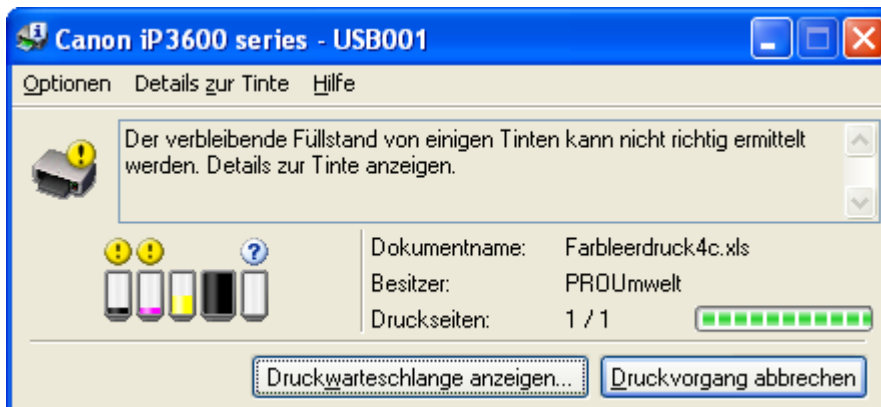 Canon iP3600 series - USB001
Optionen Details zur Tinte Hilfe
Der verbleibende Füllstand von einigen Tinten kann nicht richtig ermittelt
werden. Details zur Tinte anzeigen.
Dokumentname: Farbleerdruck4c.xls
Besitzer: PROUmwelt
Druckseiten: 1 / 1
Druckwarteschlange anzeigen... Druckvorgang abbrechen